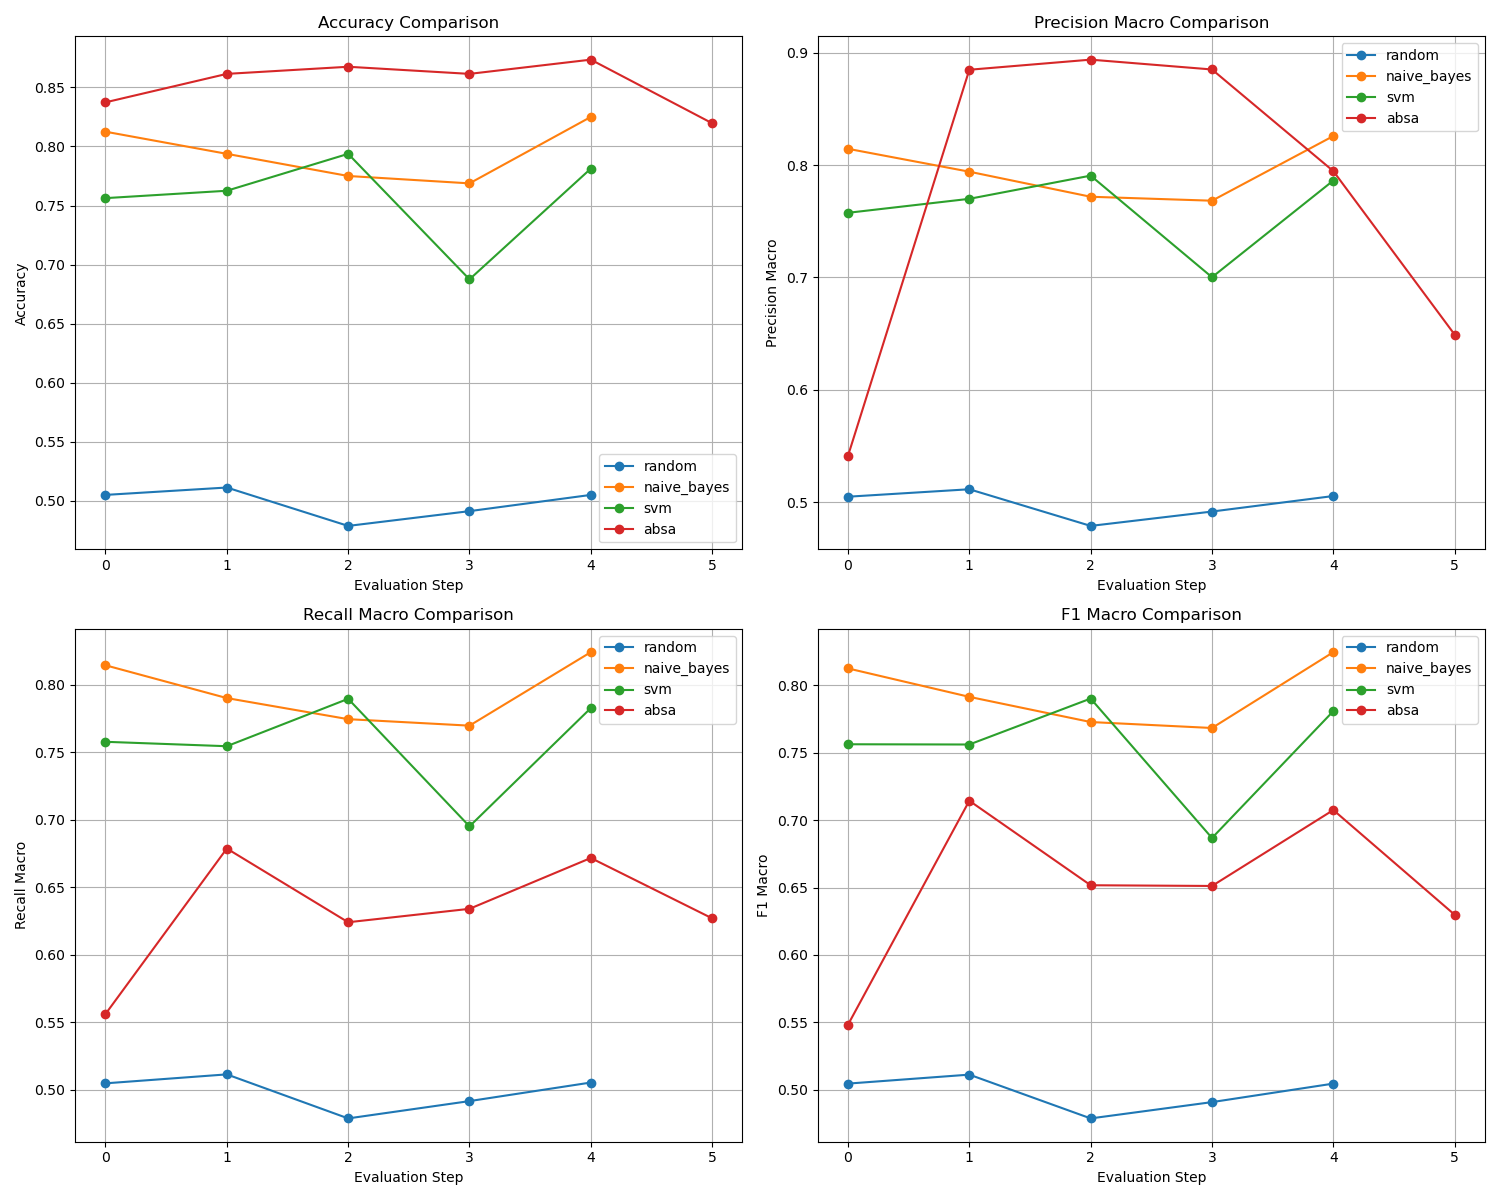 Accuracy Comparison
Accuracy
0.85
0.80
0.75
0.70
0.65
0.60
0.55
0.50
random
naive_bayes
svm
absa
0 1 2 3 4 5
Evaluation Step
Precision Macro Comparison
Precision Macro
0.9
0.8
0.7
0.6
0.5
random
naive_bayes
svm
absa
0 1 2 3 4 5
Evaluation Step
Recall Macro Comparison
Recall Macro
0.80
0.75
0.70
0.65
0.60
0.55
0.50
random
naive_bayes
svm
absa
0 1 2 3 4 5
Evaluation Step
F1 Macro Comparison
F1 Macro
0.80
0.75
0.70
0.65
0.60
0.55
0.50
random
naive_bayes
svm
absa
0 1 2 3 4 5
Evaluation Step